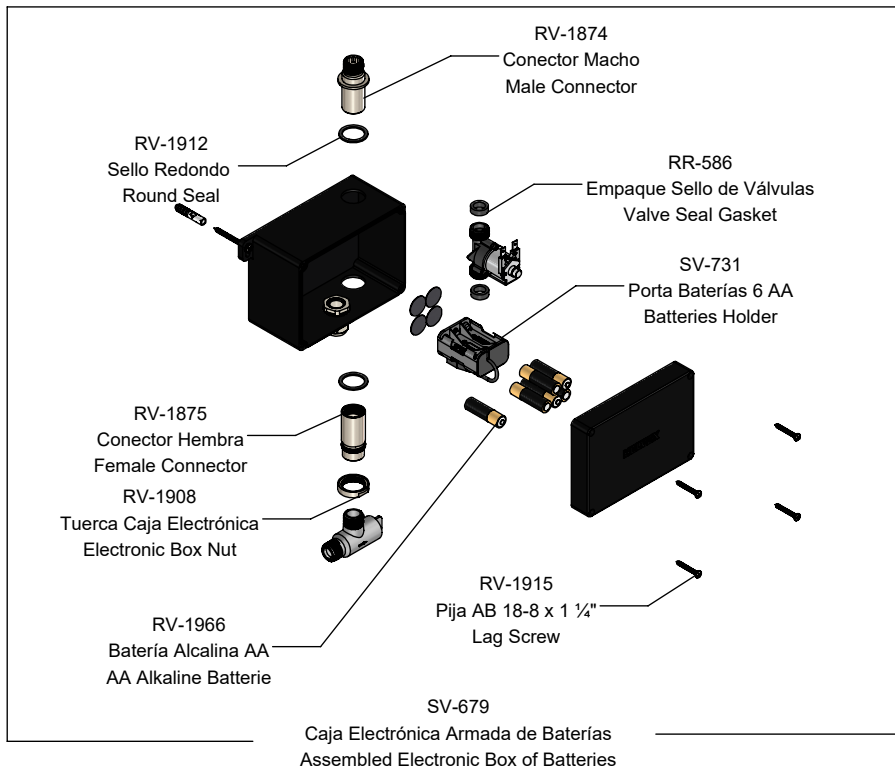 RV-1874
Conector Macho
Male Connector
RV-1912
Sello Redondo
Round Seal
RR-586
Empaque Sello de Válvulas
Valve Seal Gasket
SV-731
Porta Baterías 6 AA
Batteries Holder
RV-1875
Conector Hembra
Female Connector
RV-1908
Tuerca Caja Electrónica
Electronic Box Nut
RV-1915
Pija AB 18-8 x 1 ¼"
Lag Screw
RV-1966
Batería Alcalina AA
AA Alkaline Batterie
SV-679
Caja Electrónica Armada de Baterías
Assembled Electronic Box of Batteries